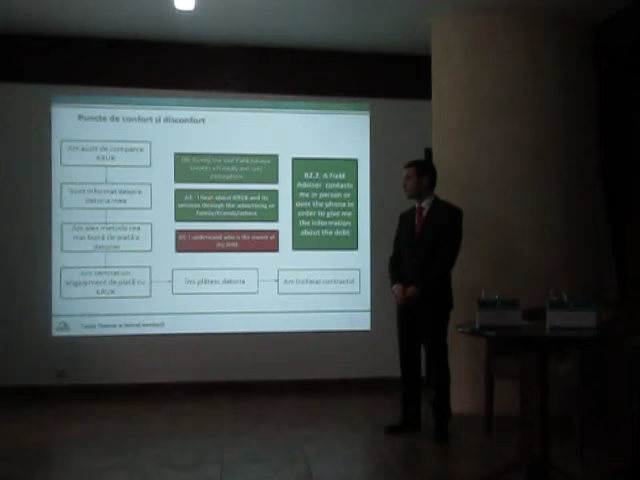 Puncte de confort și disconfort
Am auzit de compania
KRUK
Sunt informat despre
datoria mea
Am ales metoda cea
mai bună de plată a
datoriei
Am semnat un
angajament de plată cu
KRUK
Îmi plătesc datoria
Am încheiat contractul
A.E. I hear about KRUK and its
services through the advertising or
family/friends/others
I understand who is the owner of
my debt
B.E.E. A Field
Advisor contacts
me in person or
over the phone in
order to give me
the information
about the debt